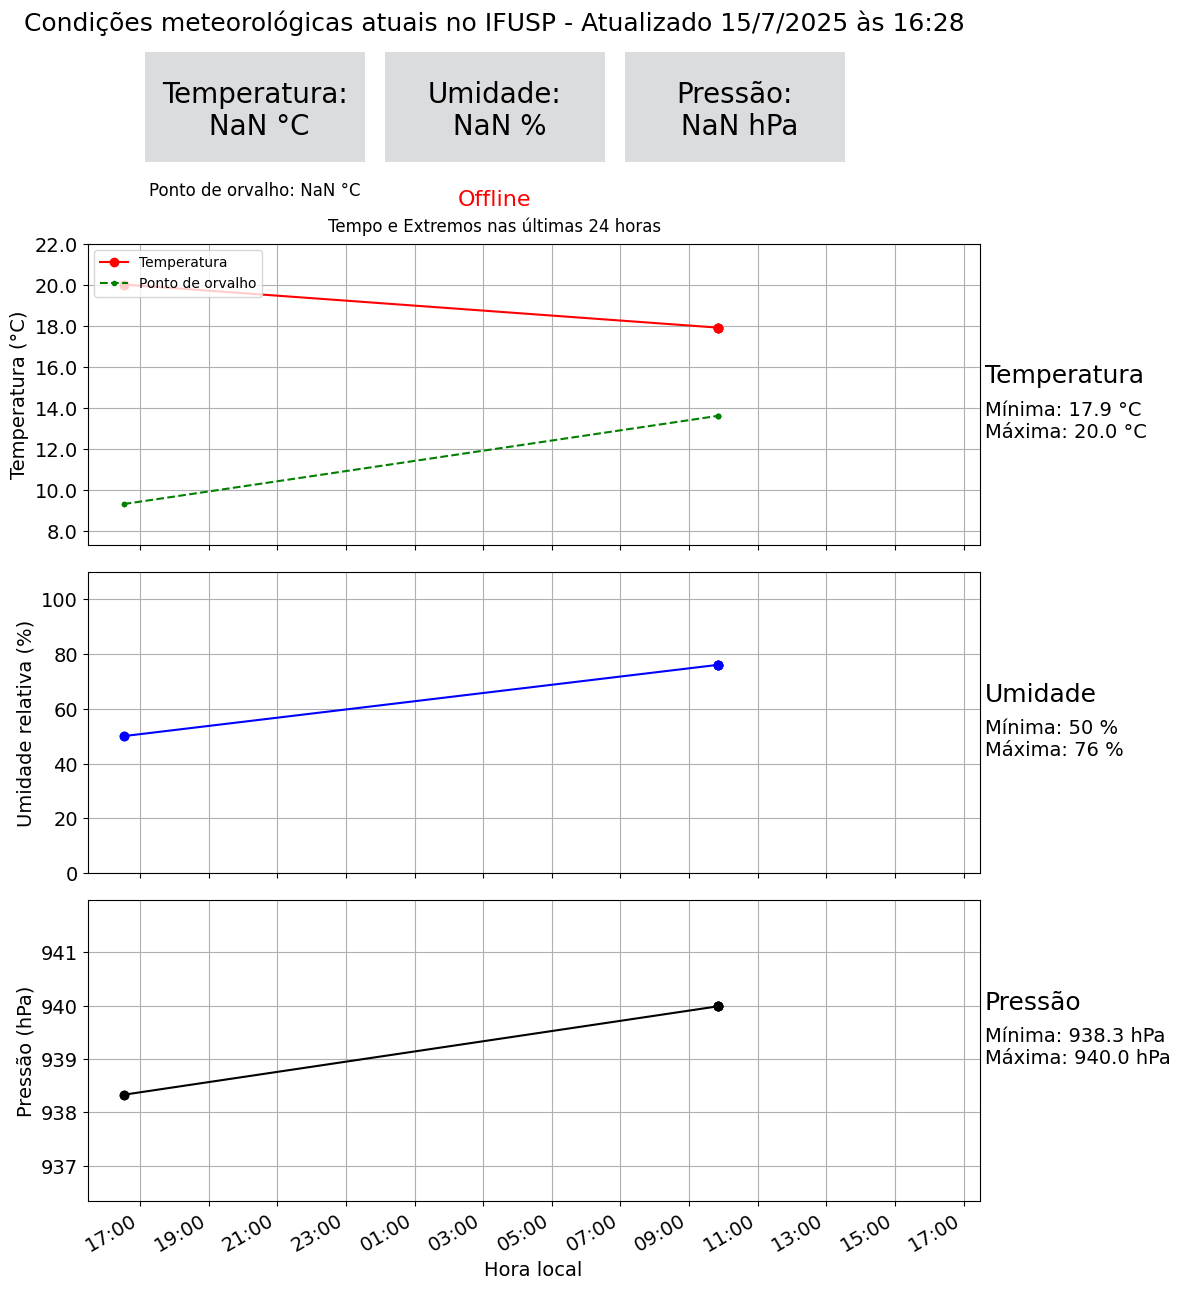 Condições meteorológicas atuais no IFUSP - Atualizado 15/7/2025 às 16:28
Temperatura:
NaN °C
Umidade:
NaN %
Pressão:
NaN hPa
Ponto de orvalho: NaN °C
Offline
Tempo e Extremos nas últimas 24 horas
Temperatura
Ponto de orvalho
Temperatura (°C)
22.0
20.0
18.0
16.0
14.0
12.0
10.0
8.0
Temperatura
Mínima: 17.9 °C
Máxima: 20.0 °C
Umidade relativa (%)
100
80
60
40
20
0
Umidade
Mínima: 50 %
Máxima: 76 %
Pressão (hPa)
941
940
939
938
937
Pressão
Mínima: 938.3 hPa
Máxima: 940.0 hPa
17:00 19:00 21:00 23:00 01:00 03:00 05:00 07:00 09:00 11:00 13:00 15:00 17:00
Hora local